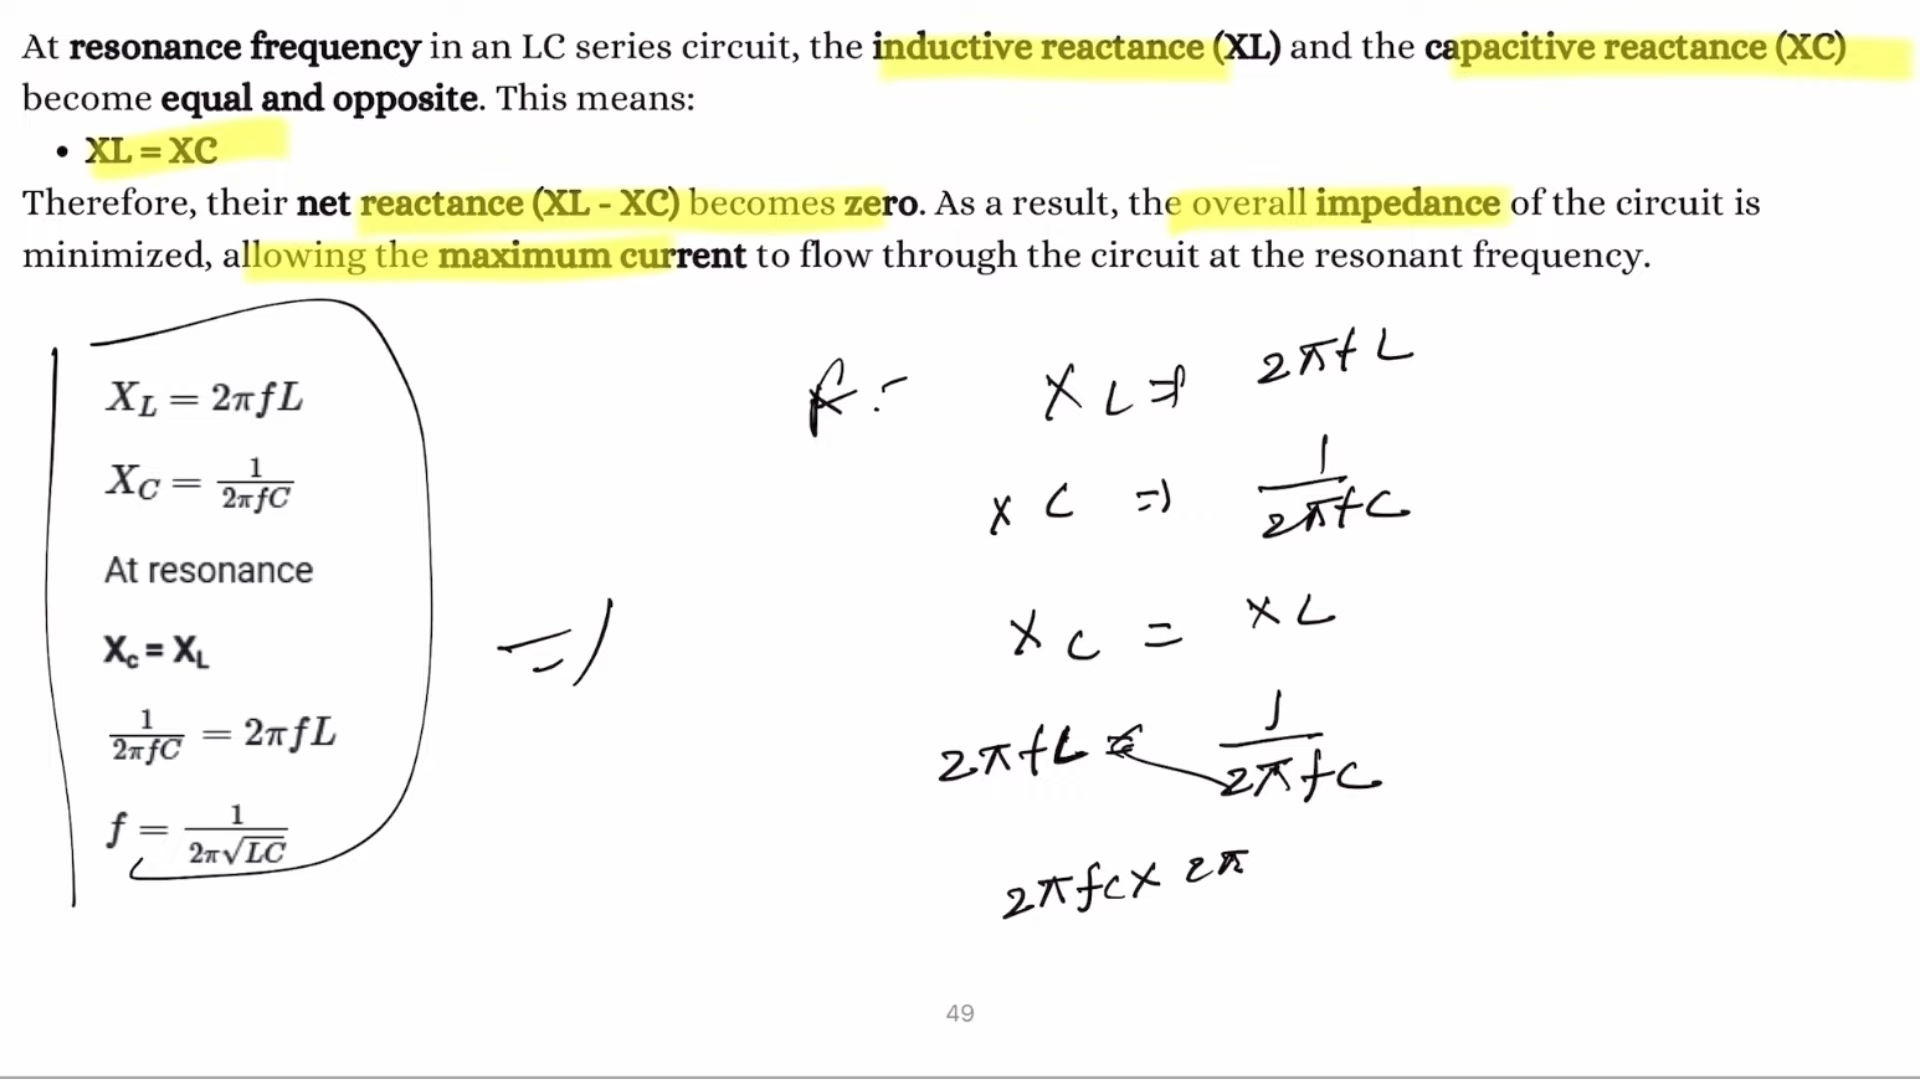 At resonance frequency in an LC series circuit, the inductive reactance (XL) and the capacitive reactance (XC)
become equal and opposite. This means:
• XL = XC
Therefore, their net reactance (XL - XC) becomes zero. As a result, the overall impedance of the circuit is
minimized, allowing the maximum current to flow through the circuit at the resonant frequency.
X_L = 2πfL
X_C = 1/(2πfC)
At resonance
X_c = X_L
1/(2πfC) = 2πfL
f = 1/(2π√LC)
=)
XL ⇒ 2πfL
XC => 1/(2πfC)
XC = XL
2πfL = 1/(2πfC)
2πfC × 2π
49